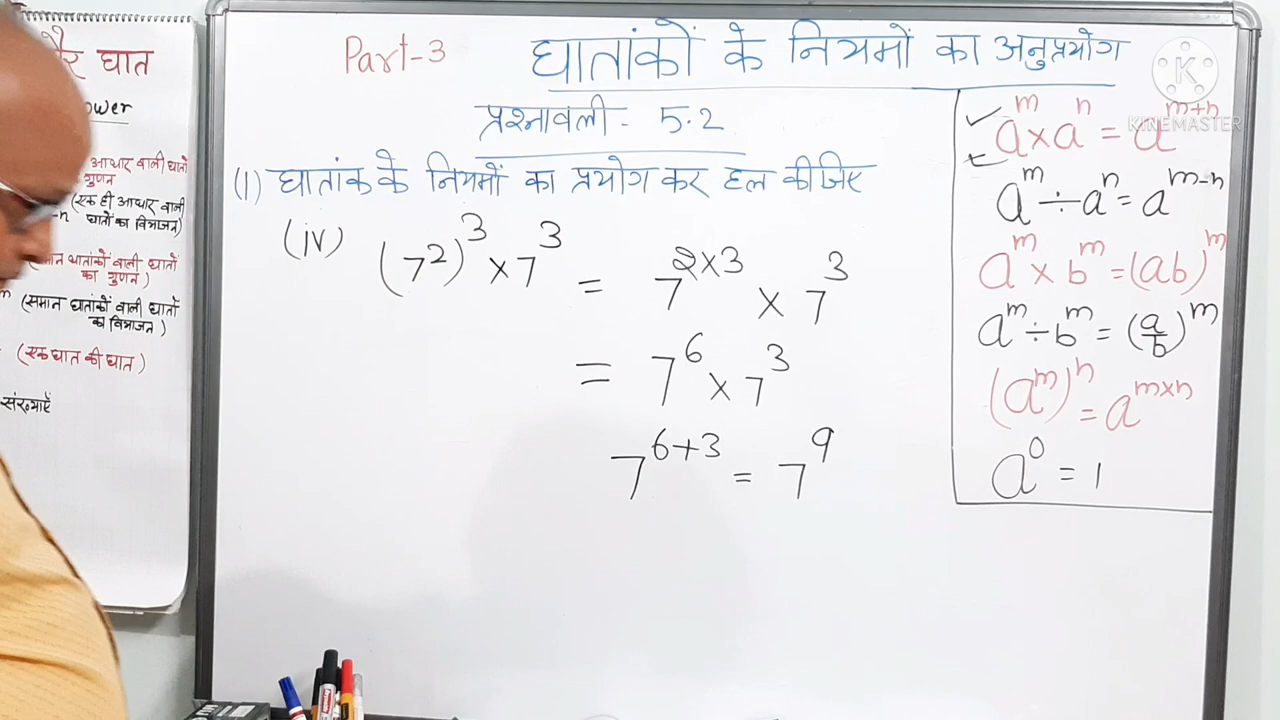 और घात
ower
आधार वाली घातों
गुणन
(एक ही आधार वाली
-n घातों का विभाजन)
(समान घातांकों वाली घातों
का गुणन)
m (समान घातांकों वाली घातों
का विभाजन)
(एक घात की घात)
संख्याएँ
Part-3 घातांकों के नियमों का अनुप्रयोग
प्रश्नावली - 5.2
(1) घातांक के नियमों का प्रयोग कर हल कीजिए
(iv) (7²)³ × 7³ = 7^{2×3} × 7³
= 7⁶ × 7³
7^{6+3} = 7⁹
a^m × a^n = a^{m+n}
a^m ÷ a^n = a^{m-n}
a^m × b^m = (ab)^m
a^m ÷ b^m = (a/b)^m
(a^m)^n = a^{m×n}
a⁰ = 1
K
KINEMASTER